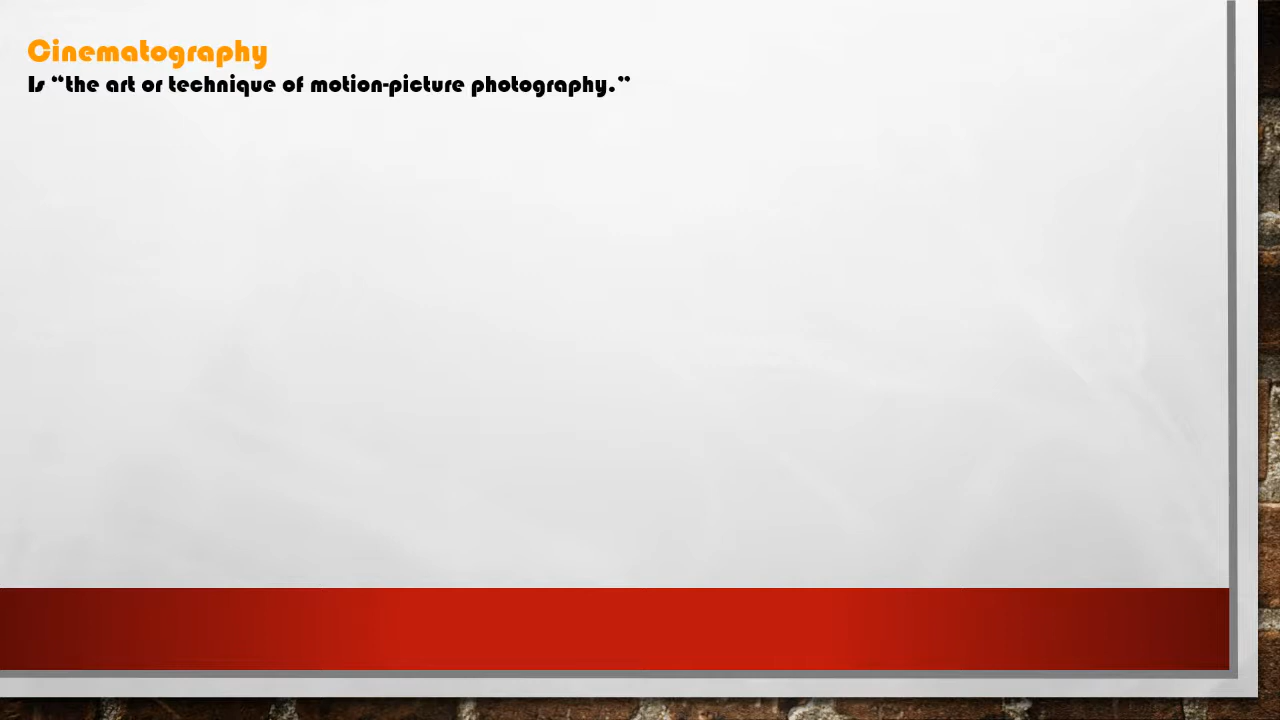 Cinematography
Is “the art or technique of motion-picture photography.”